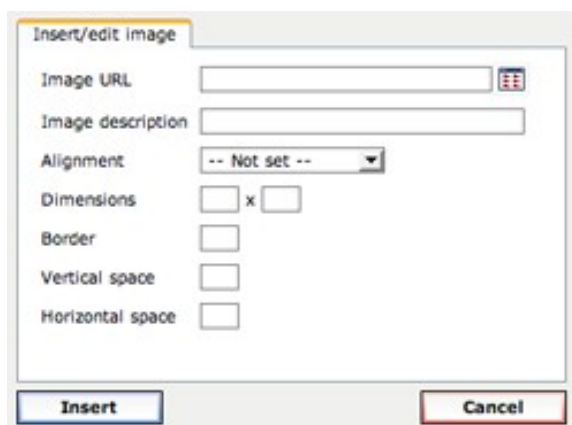 Insert/edit image
Image URL
Image description
Alignment -- Not set --
Dimensions x
Border
Vertical space
Horizontal space
Insert Cancel